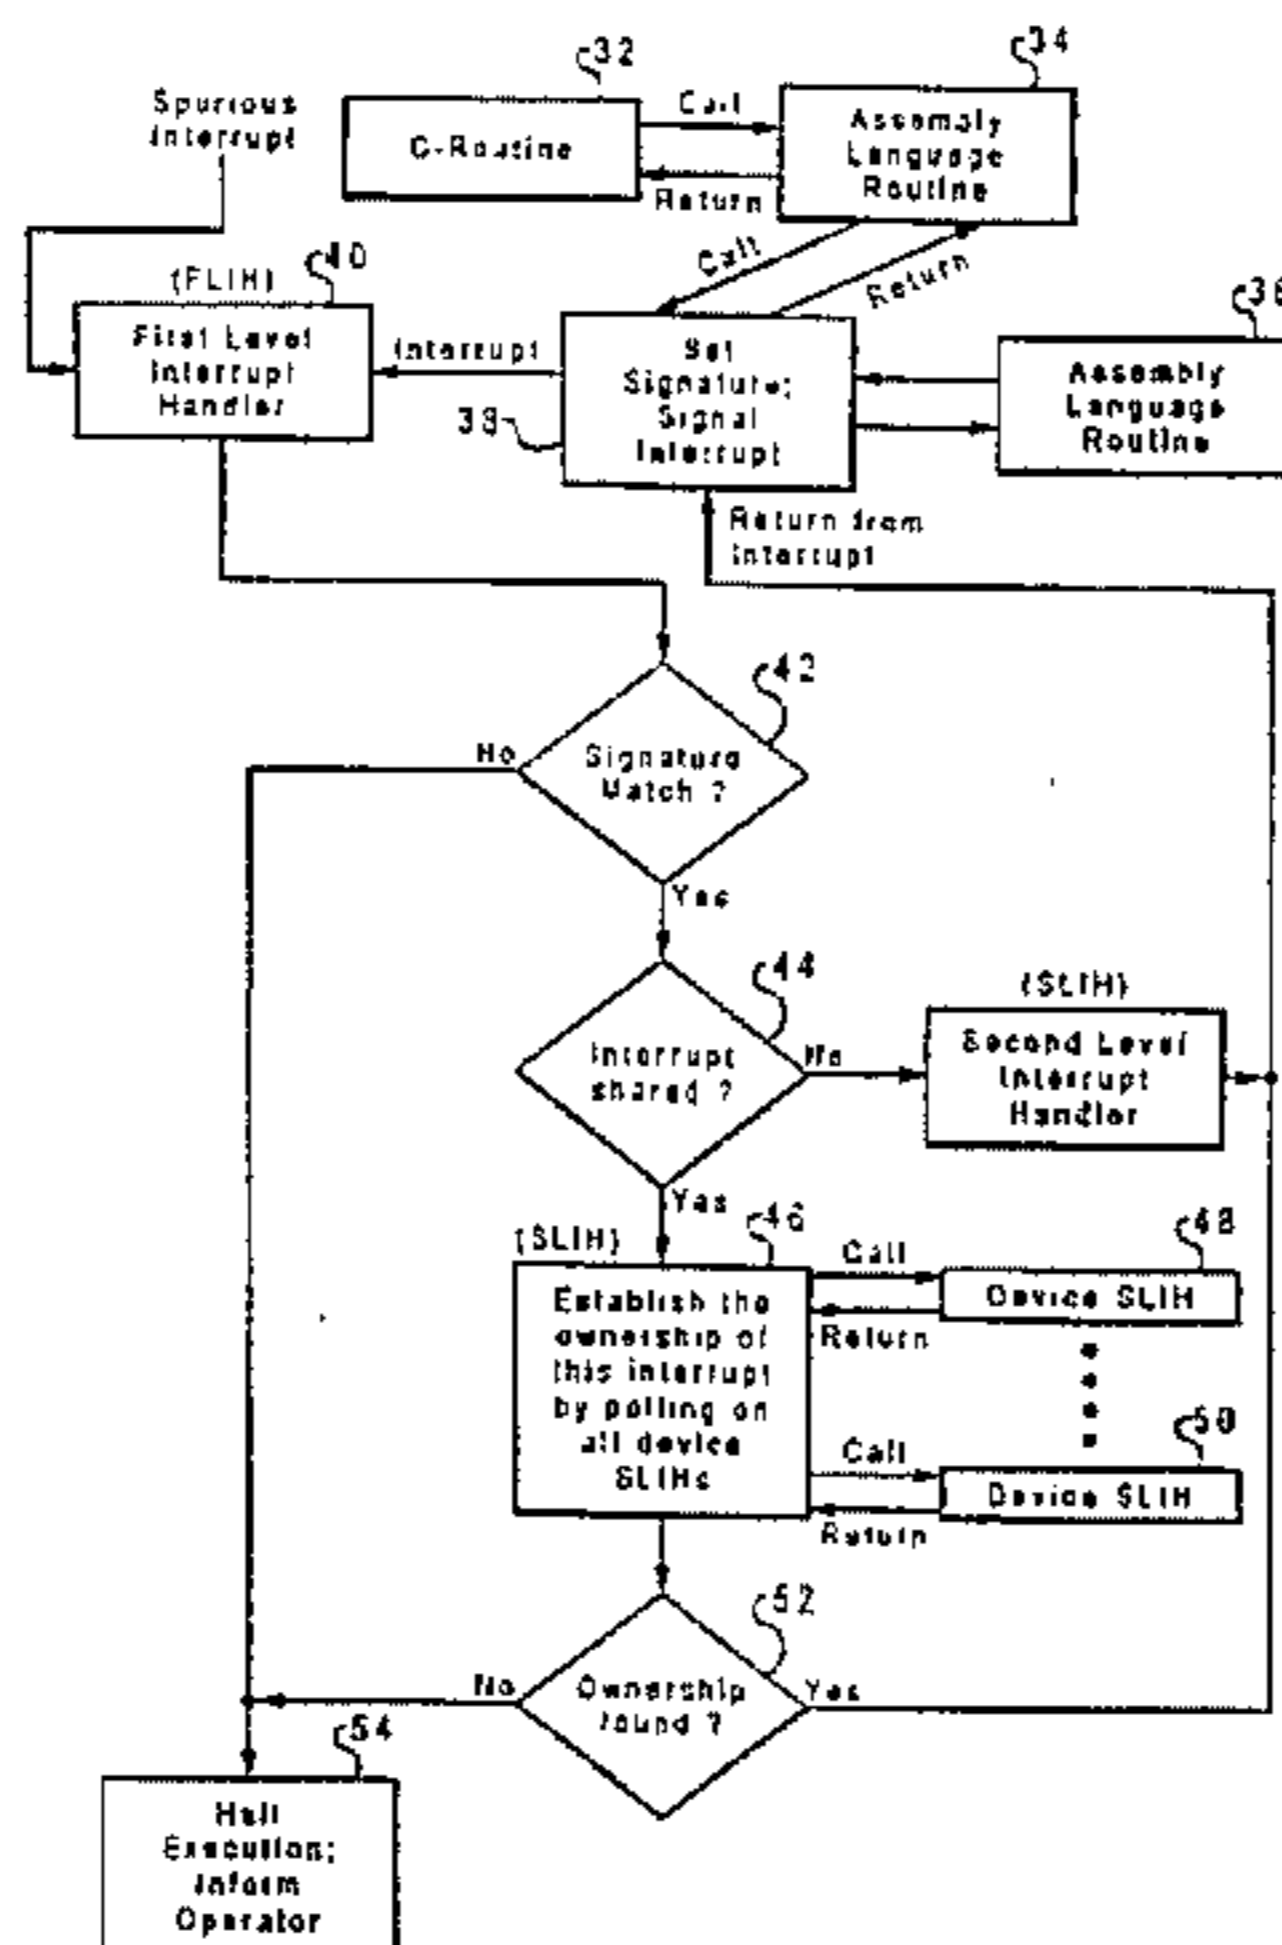 32
34
Spurious
Interrupt
C-Routine
Call
Return
Assembly
Language
Routine
Call
Return
(FLIH)
40
First Level
Interrupt
Handler
Interrupt
38
Set
Signature;
Signal
Interrupt
36
Assembly
Language
Routine
Return from
Interrupt
42
No
Signature
Match ?
Yes
44
Interrupt
shared ?
No
(SLIH)
Second Level
Interrupt
Handler
Yes
(SLIH)
46
Establish the
ownership of
this interrupt
by polling on
all device
SLIHs
Call
Return
48
Device SLIH
Call
Return
50
Device SLIH
52
No
Ownership
found ?
Yes
54
Halt
Execution;
Inform
Operator